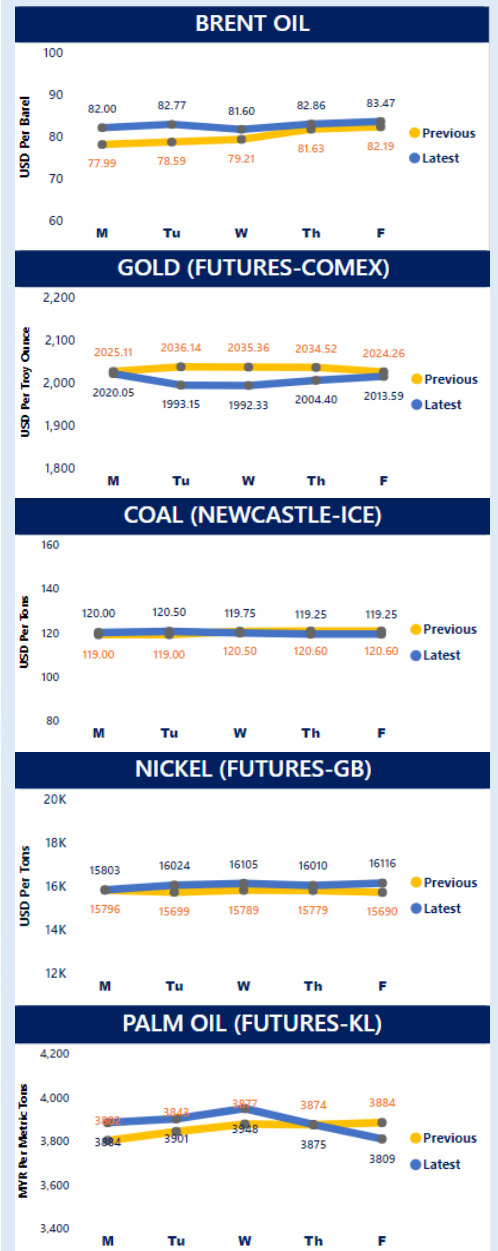 BRENT OIL
100
90
80
70
60
USD Per Barel
82.00 82.77 81.60 82.86 83.47
77.99 78.59 79.21 81.63 82.19
Previous
Latest
M Tu W Th F
GOLD (FUTURES-COMEX)
2,200
2,100
2,000
1,900
1,800
USD Per Troy Ounce
2025.11 2036.14 2035.36 2034.52 2024.26
2020.05 1993.15 1992.33 2004.40 2013.59
Previous
Latest
M Tu W Th F
COAL (NEWCASTLE-ICE)
160
140
120
100
80
USD Per Tons
120.00 120.50 119.75 119.25 119.25
119.00 119.00 120.50 120.60 120.60
Previous
Latest
M Tu W Th F
NICKEL (FUTURES-GB)
20K
18K
16K
14K
12K
USD Per Tons
15803 16024 16105 16010 16116
15796 15699 15789 15779 15690
Previous
Latest
M Tu W Th F
PALM OIL (FUTURES-KL)
4,200
4,000
3,800
3,600
3,400
MYR Per Metric Tons
3802 3843 3877 3874 3884
3884 3901 3948 3875 3809
Previous
Latest
M Tu W Th F